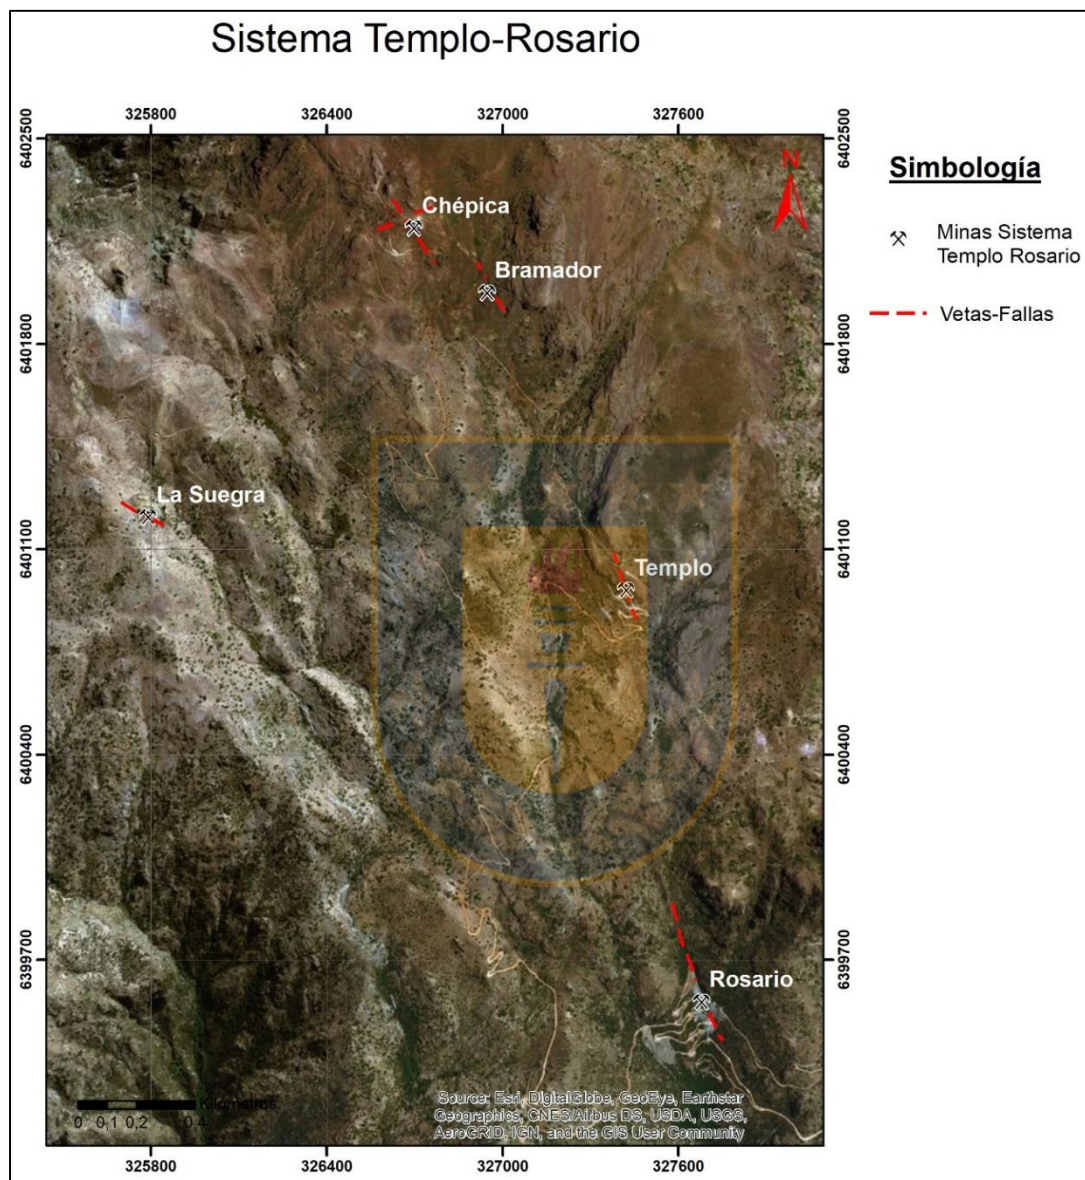 Sistema Templo-Rosario
325800 326400 327000 327600
6402500
6402500
N
Simbología
Minas Sistema
Templo Rosario
Vetas-Fallas
Chépica
Bramador
6401800
6401800
La Suegra
6401100
6401100
Templo
6400400
6400400
6399700
6399700
Rosario
Kilometros
0 0,1 0,2 0,4
Source: Esri, DigitalGlobe, GeoEye, Earthstar
Geographics, CNES/Airbus DS, USDA, USGS,
AeroGRID, IGN, and the GIS User Community
325800 326400 327000 327600